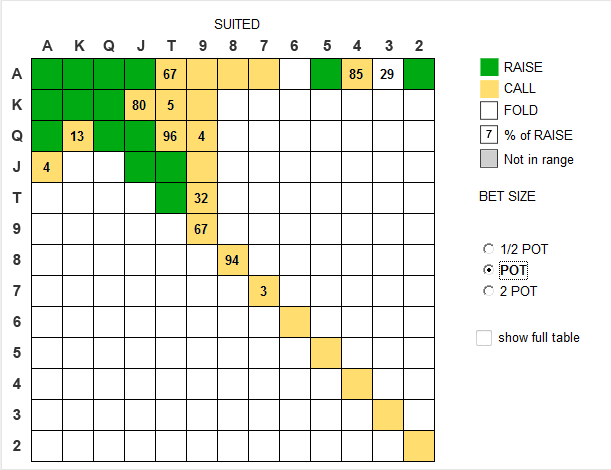 SUITED
A K Q J T 9 8 7 6 5 4 3 2
A 67 85 29
K 80 5
Q 13 96 4
J 4
T 32
9 67
8 94
7 3
6
5
4
3
2
RAISE
CALL
FOLD
7 % of RAISE
Not in range
BET SIZE
1/2 POT
POT
2 POT
show full table